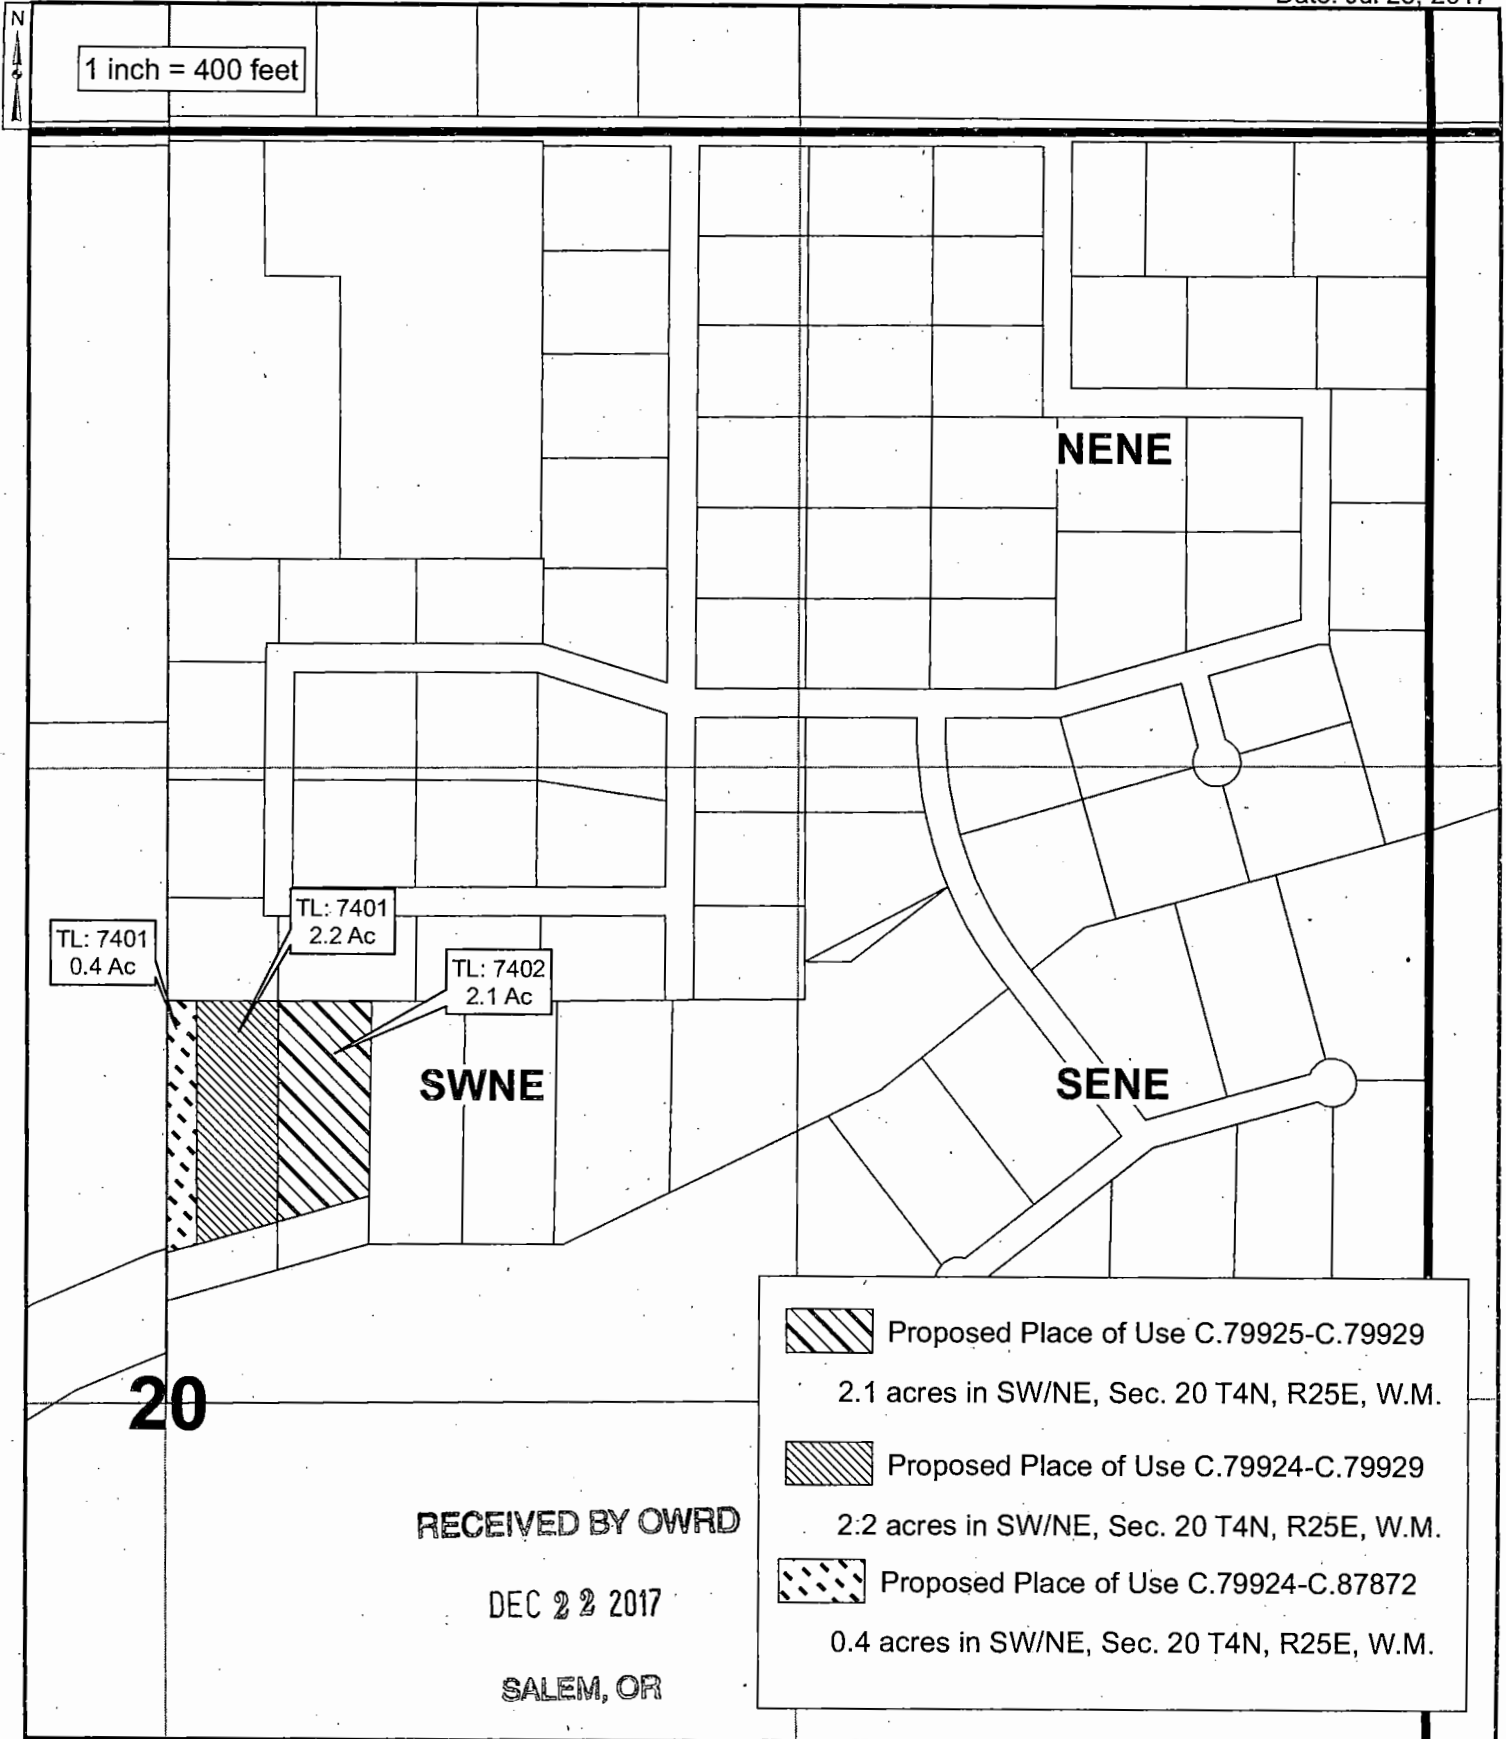 N
1 inch = 400 feet
NENE
TL: 7401
2.2 Ac
TL: 7401
0.4 Ac
TL: 7402
2.1 Ac
SWNE
SENE
20
Proposed Place of Use C.79925-C.79929
2.1 acres in SW/NE, Sec. 20 T4N, R25E, W.M.
Proposed Place of Use C.79924-C.79929
2.2 acres in SW/NE, Sec. 20 T4N, R25E, W.M.
Proposed Place of Use C.79924-C.87872
0.4 acres in SW/NE, Sec. 20 T4N, R25E, W.M.
RECEIVED BY OWRD
DEC 22 2017
SALEM, OR